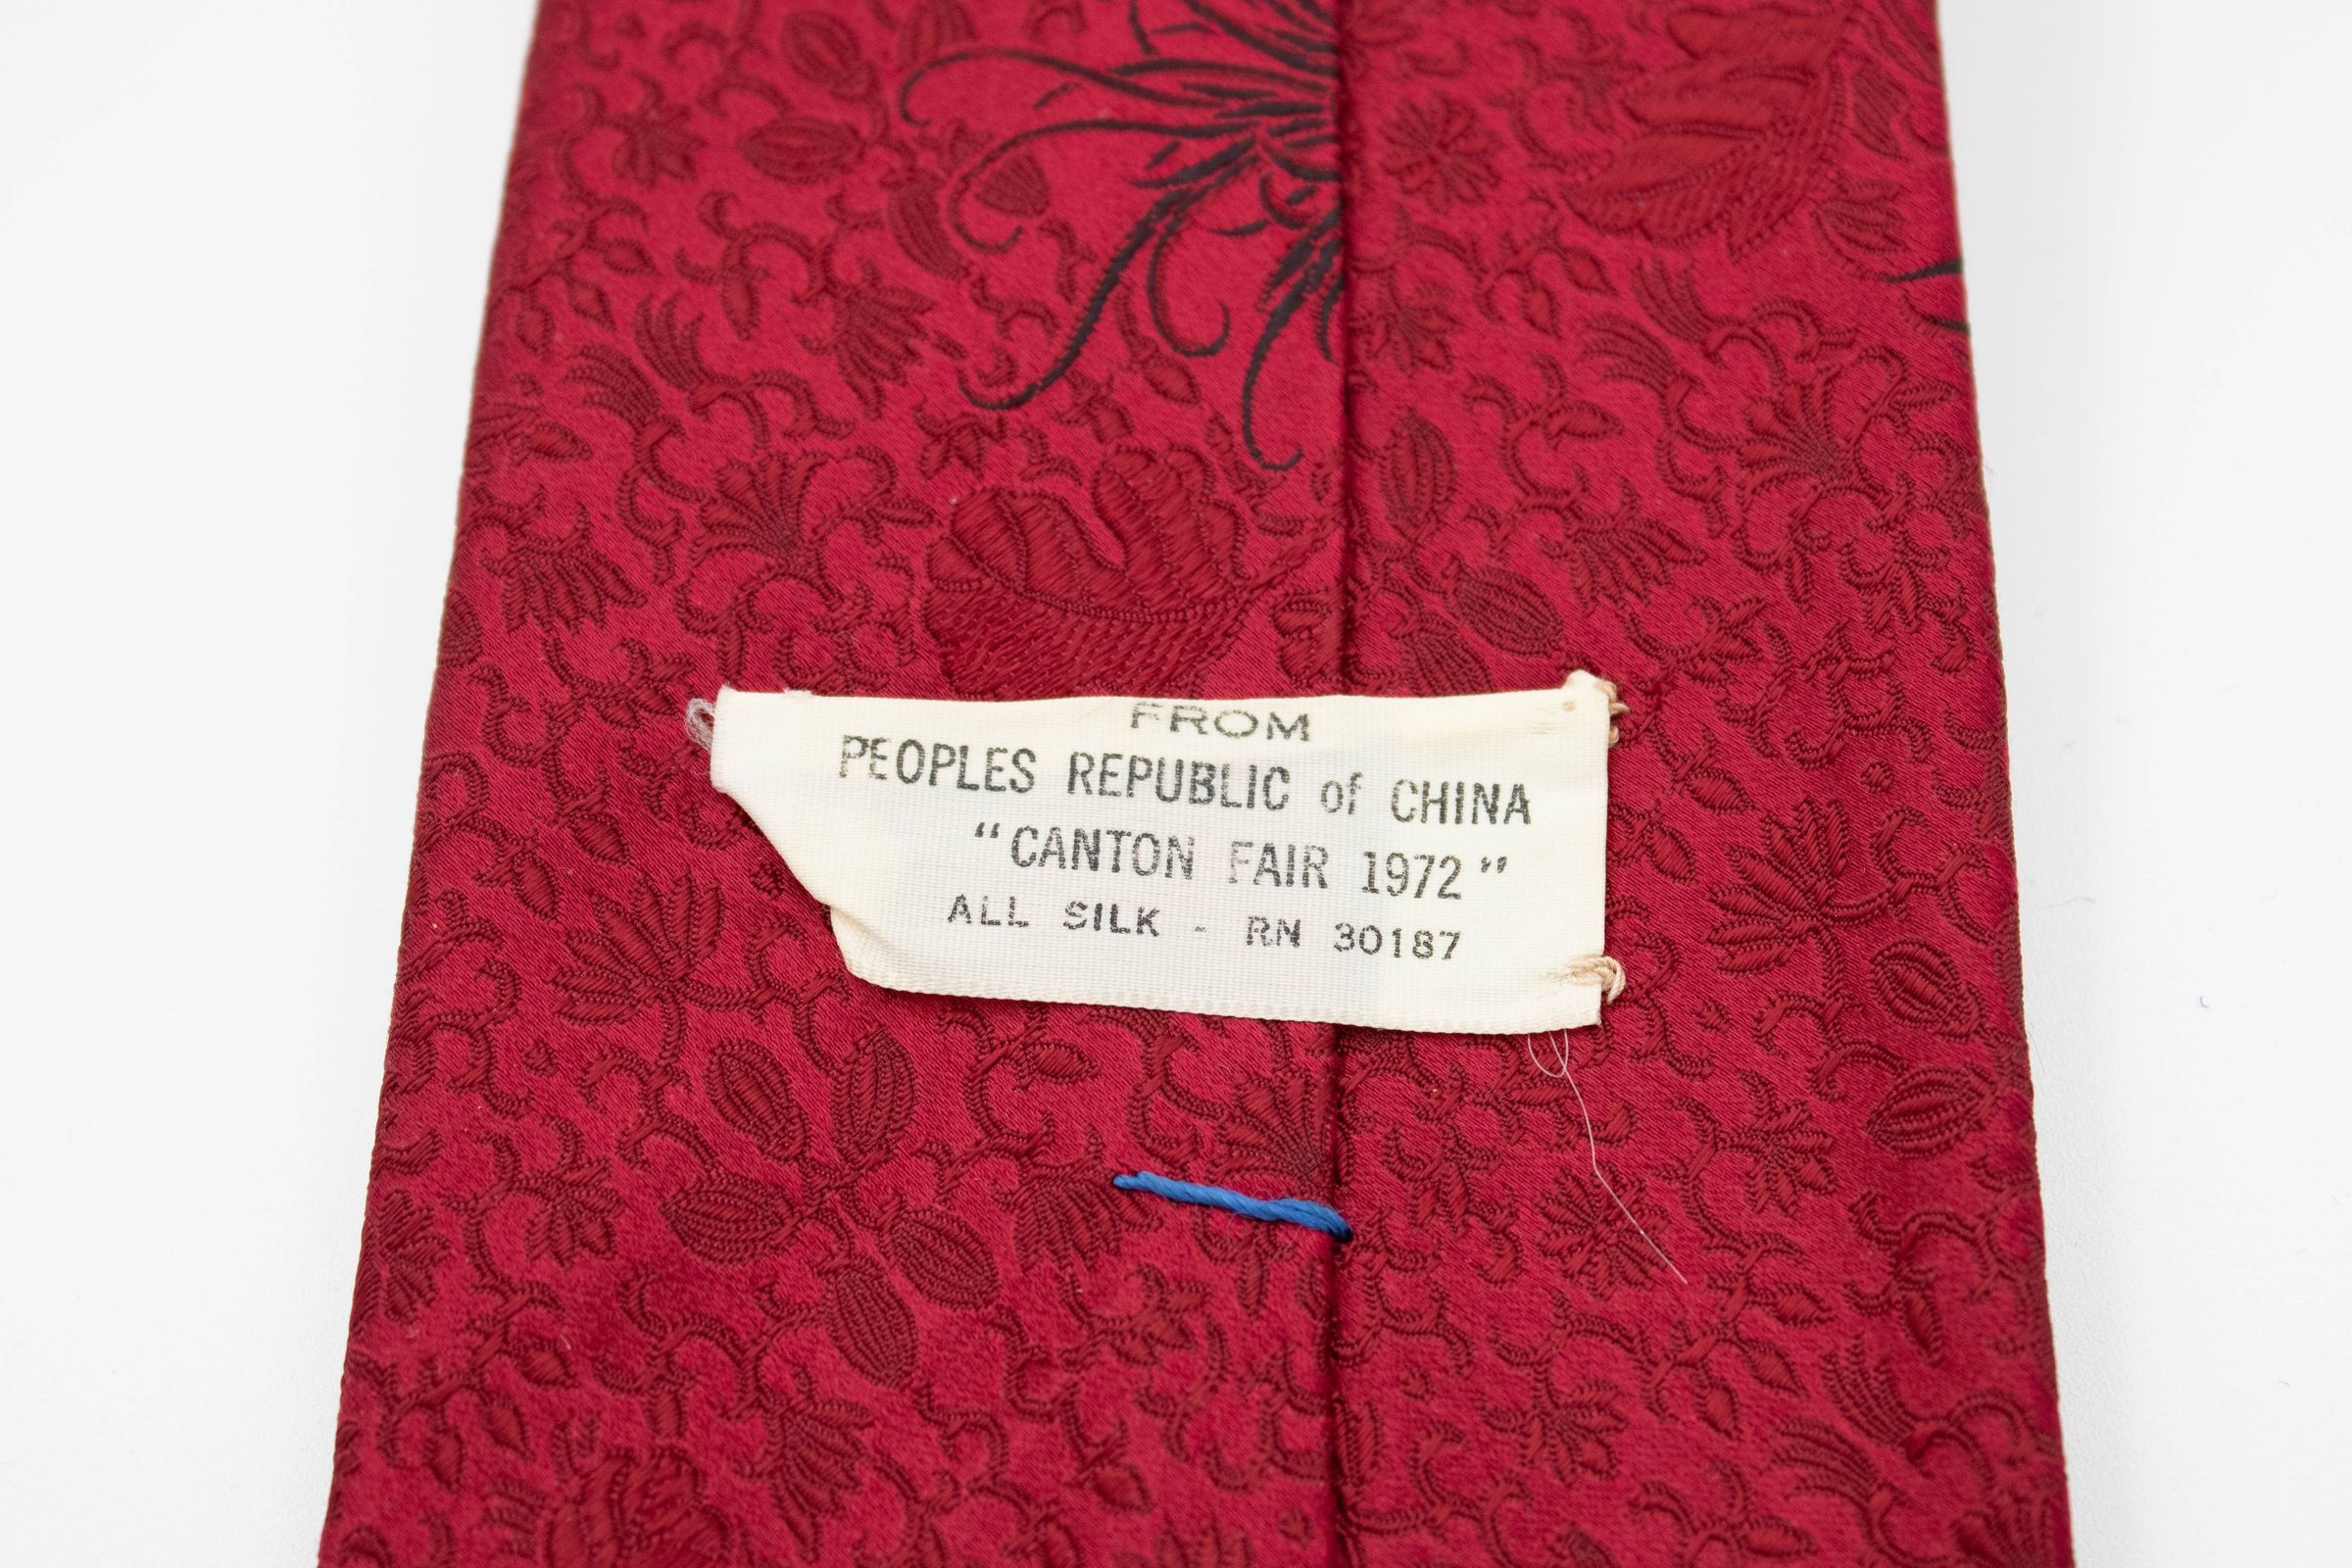 FROM
PEOPLES REPUBLIC of CHINA
“CANTON FAIR 1972”
ALL SILK - RN 30187